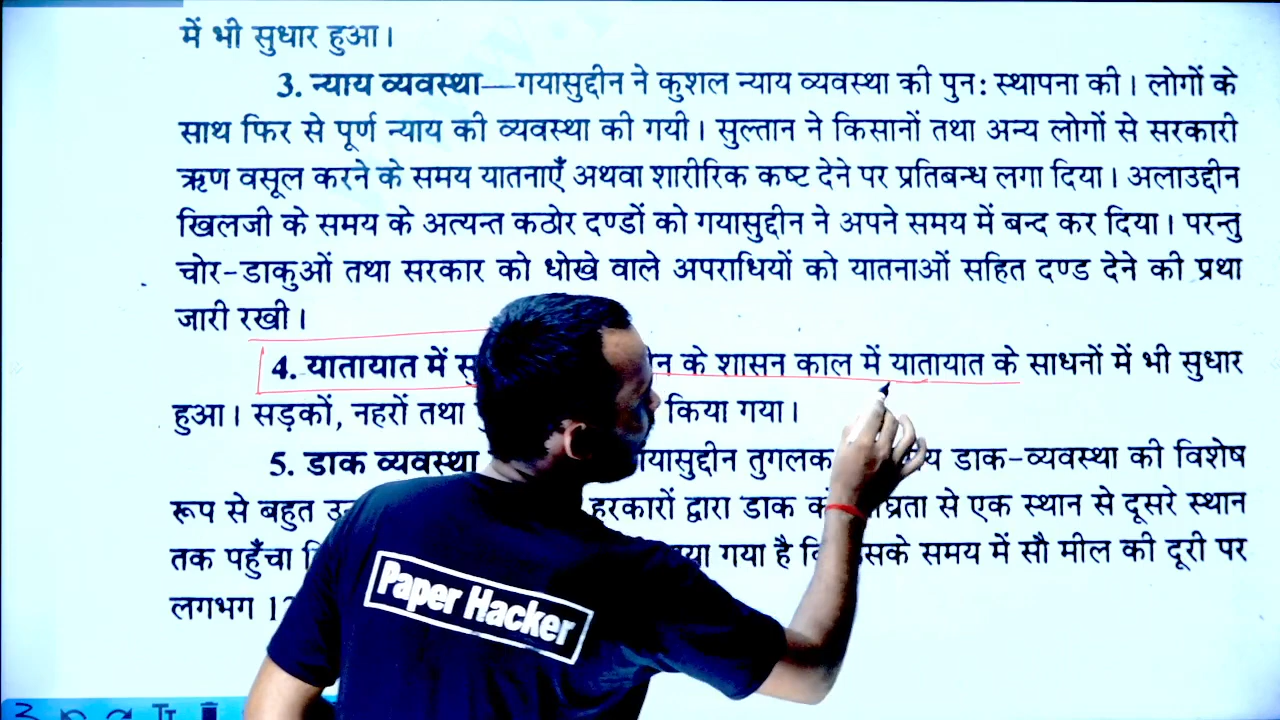 में भी सुधार हुआ।
3. न्याय व्यवस्था—गयासुद्दीन ने कुशल न्याय व्यवस्था की पुन: स्थापना की। लोगों के
साथ फिर से पूर्ण न्याय की व्यवस्था की गयी। सुल्तान ने किसानों तथा अन्य लोगों से सरकारी
ऋण वसूल करने के समय यातनाएँ अथवा शारीरिक कष्ट देने पर प्रतिबन्ध लगा दिया। अलाउद्दीन
खिलजी के समय के अत्यन्त कठोर दण्डों को गयासुद्दीन ने अपने समय में बन्द कर दिया। परन्तु
चोर-डाकुओं तथा सरकार को धोखे वाले अपराधियों को यातनाओं सहित दण्ड देने की प्रथा
जारी रखी।
4. यातायात में के शासन काल में यातायात के साधनों में भी सुधार
हुआ। सड़कों, नहरों तथा किया गया।
5. डाक व्यवस्था गयासुद्दीन तुगलक डाक-व्यवस्था की विशेष
रूप से बहुत हरकारों द्वारा डाक से एक स्थान से दूसरे स्थान
तक पहुँचा गया है समय में सौ मील की दूरी पर
लगभग
Paper Hacker